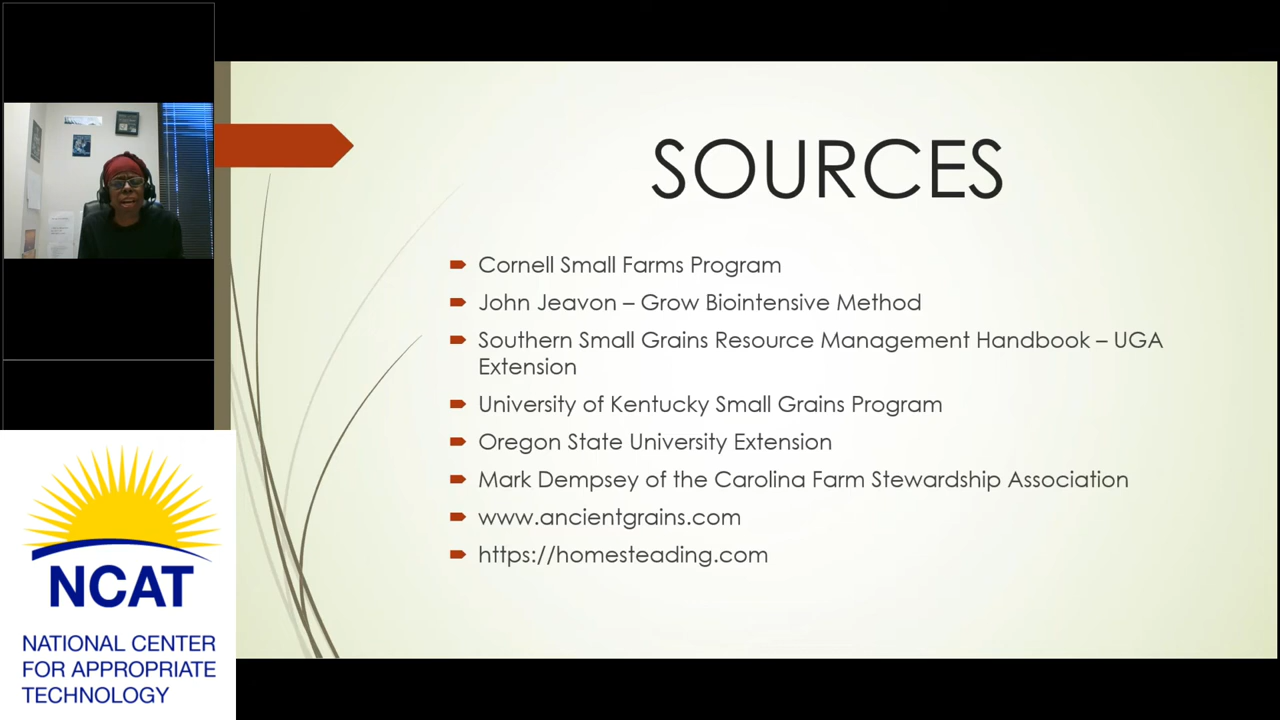 SOURCES
Cornell Small Farms Program
John Jeavon – Grow Biointensive Method
Southern Small Grains Resource Management Handbook – UGA
Extension
University of Kentucky Small Grains Program
Oregon State University Extension
Mark Dempsey of the Carolina Farm Stewardship Association
www.ancientgrains.com
https://homesteading.com
NCAT
NATIONAL CENTER
FOR APPROPRIATE
TECHNOLOGY